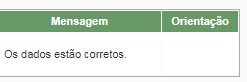 Mensagem Orientação
Os dados estão corretos.